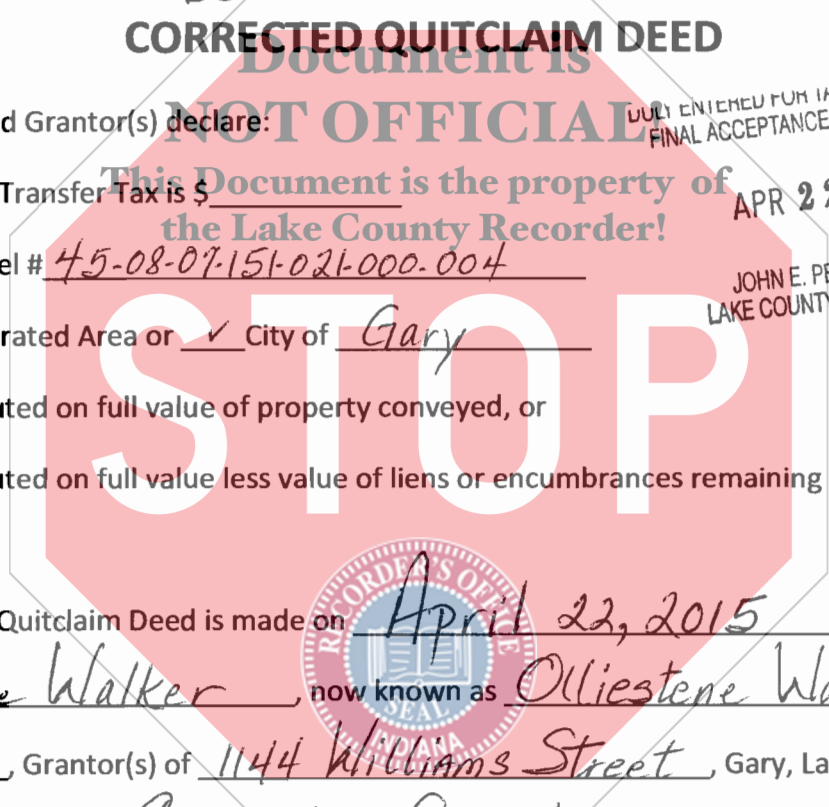 CORRECTED QUITCLAIM DEED
Document is
NOT OFFICIAL!
This Document is the property of
the Lake County Recorder!
STOP
d Grantor(s) declare:
DULY ENTERED FOR TA
FINAL ACCEPTANCE
Transfer Tax is $
APR 2
el # 45-08-07-151-021-000-004
JOHN E. PE
LAKE COUNTY
rated Area or ✓ City of Gary
ted on full value of property conveyed, or
ted on full value less value of liens or encumbrances remaining
RECORDER'S OFFICE
SEAL
INDIANA
Quitclaim Deed is made on April 22, 2015
e Walker, now known as Olliestene Wa
, Grantor(s) of 1144 Williams Street, Gary, La